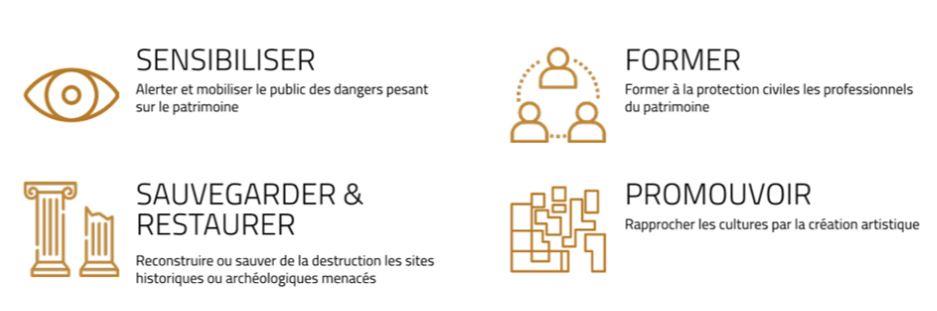 SENSIBILISER
Alerter et mobiliser le public des dangers pesant
sur le patrimoine
FORMER
Former à la protection civiles les professionnels
du patrimoine
SAUVEGARDER &
RESTAURER
Reconstruire ou sauver de la destruction les sites
historiques ou archéologiques menacés
PROMOUVOIR
Rapprocher les cultures par la création artistique